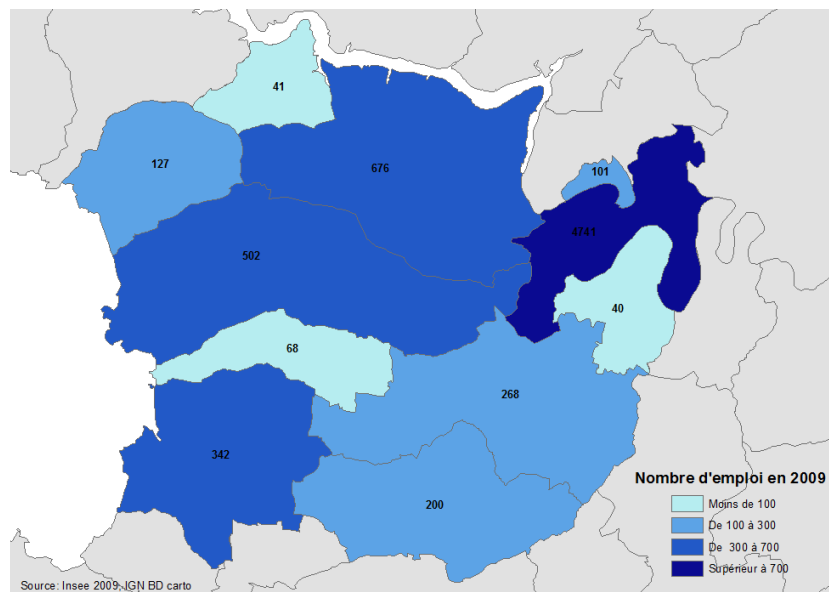 41
127
676
101
4741
502
40
68
268
342
200
Nombre d'emploi en 2009
Moins de 100
De 100 à 300
De 300 à 700
Supérieur à 700
Source: Insee 2009, IGN BD carto